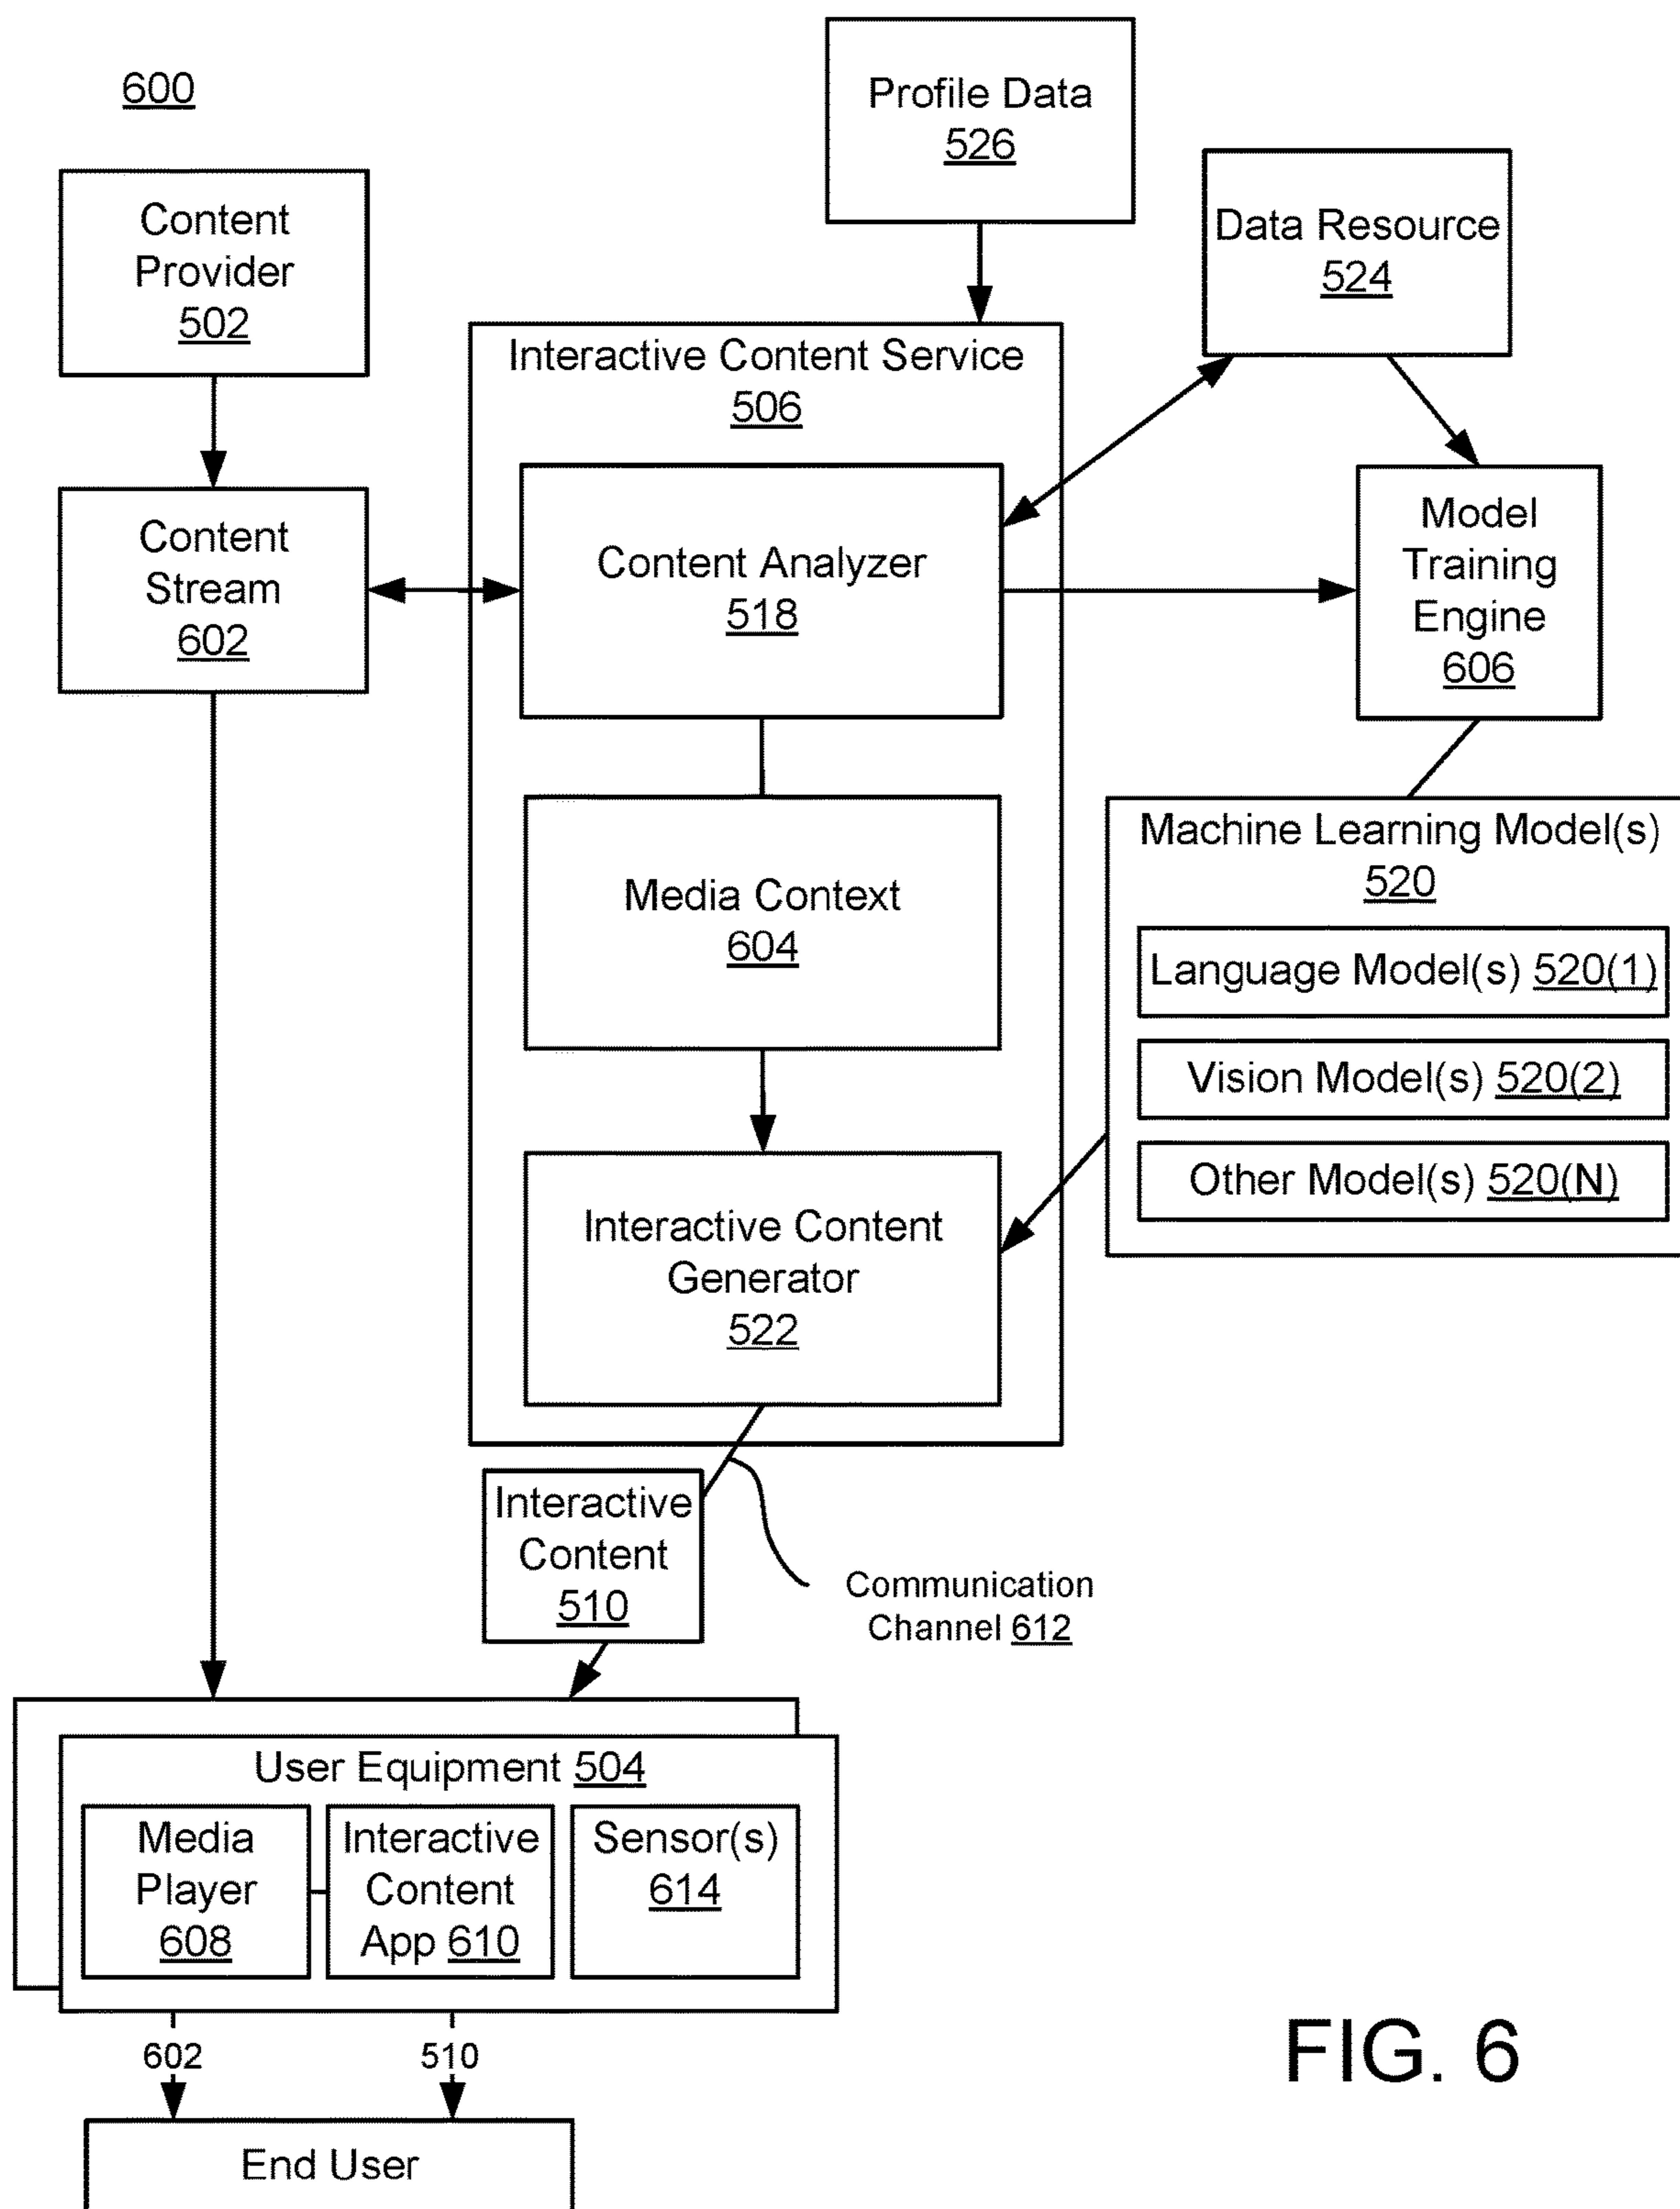 600
Profile Data
526
Content
Provider
502
Data Resource
524
Interactive Content Service
506
Content
Stream
602
Content Analyzer
518
Model
Training
Engine
606
Media Context
604
Machine Learning Model(s)
520
Language Model(s) 520(1)
Vision Model(s) 520(2)
Other Model(s) 520(N)
Interactive Content
Generator
522
Interactive
Content
510
Communication
Channel 612
User Equipment 504
Media
Player
608
Interactive
Content
App 610
Sensor(s)
614
602
510
End User
FIG. 6